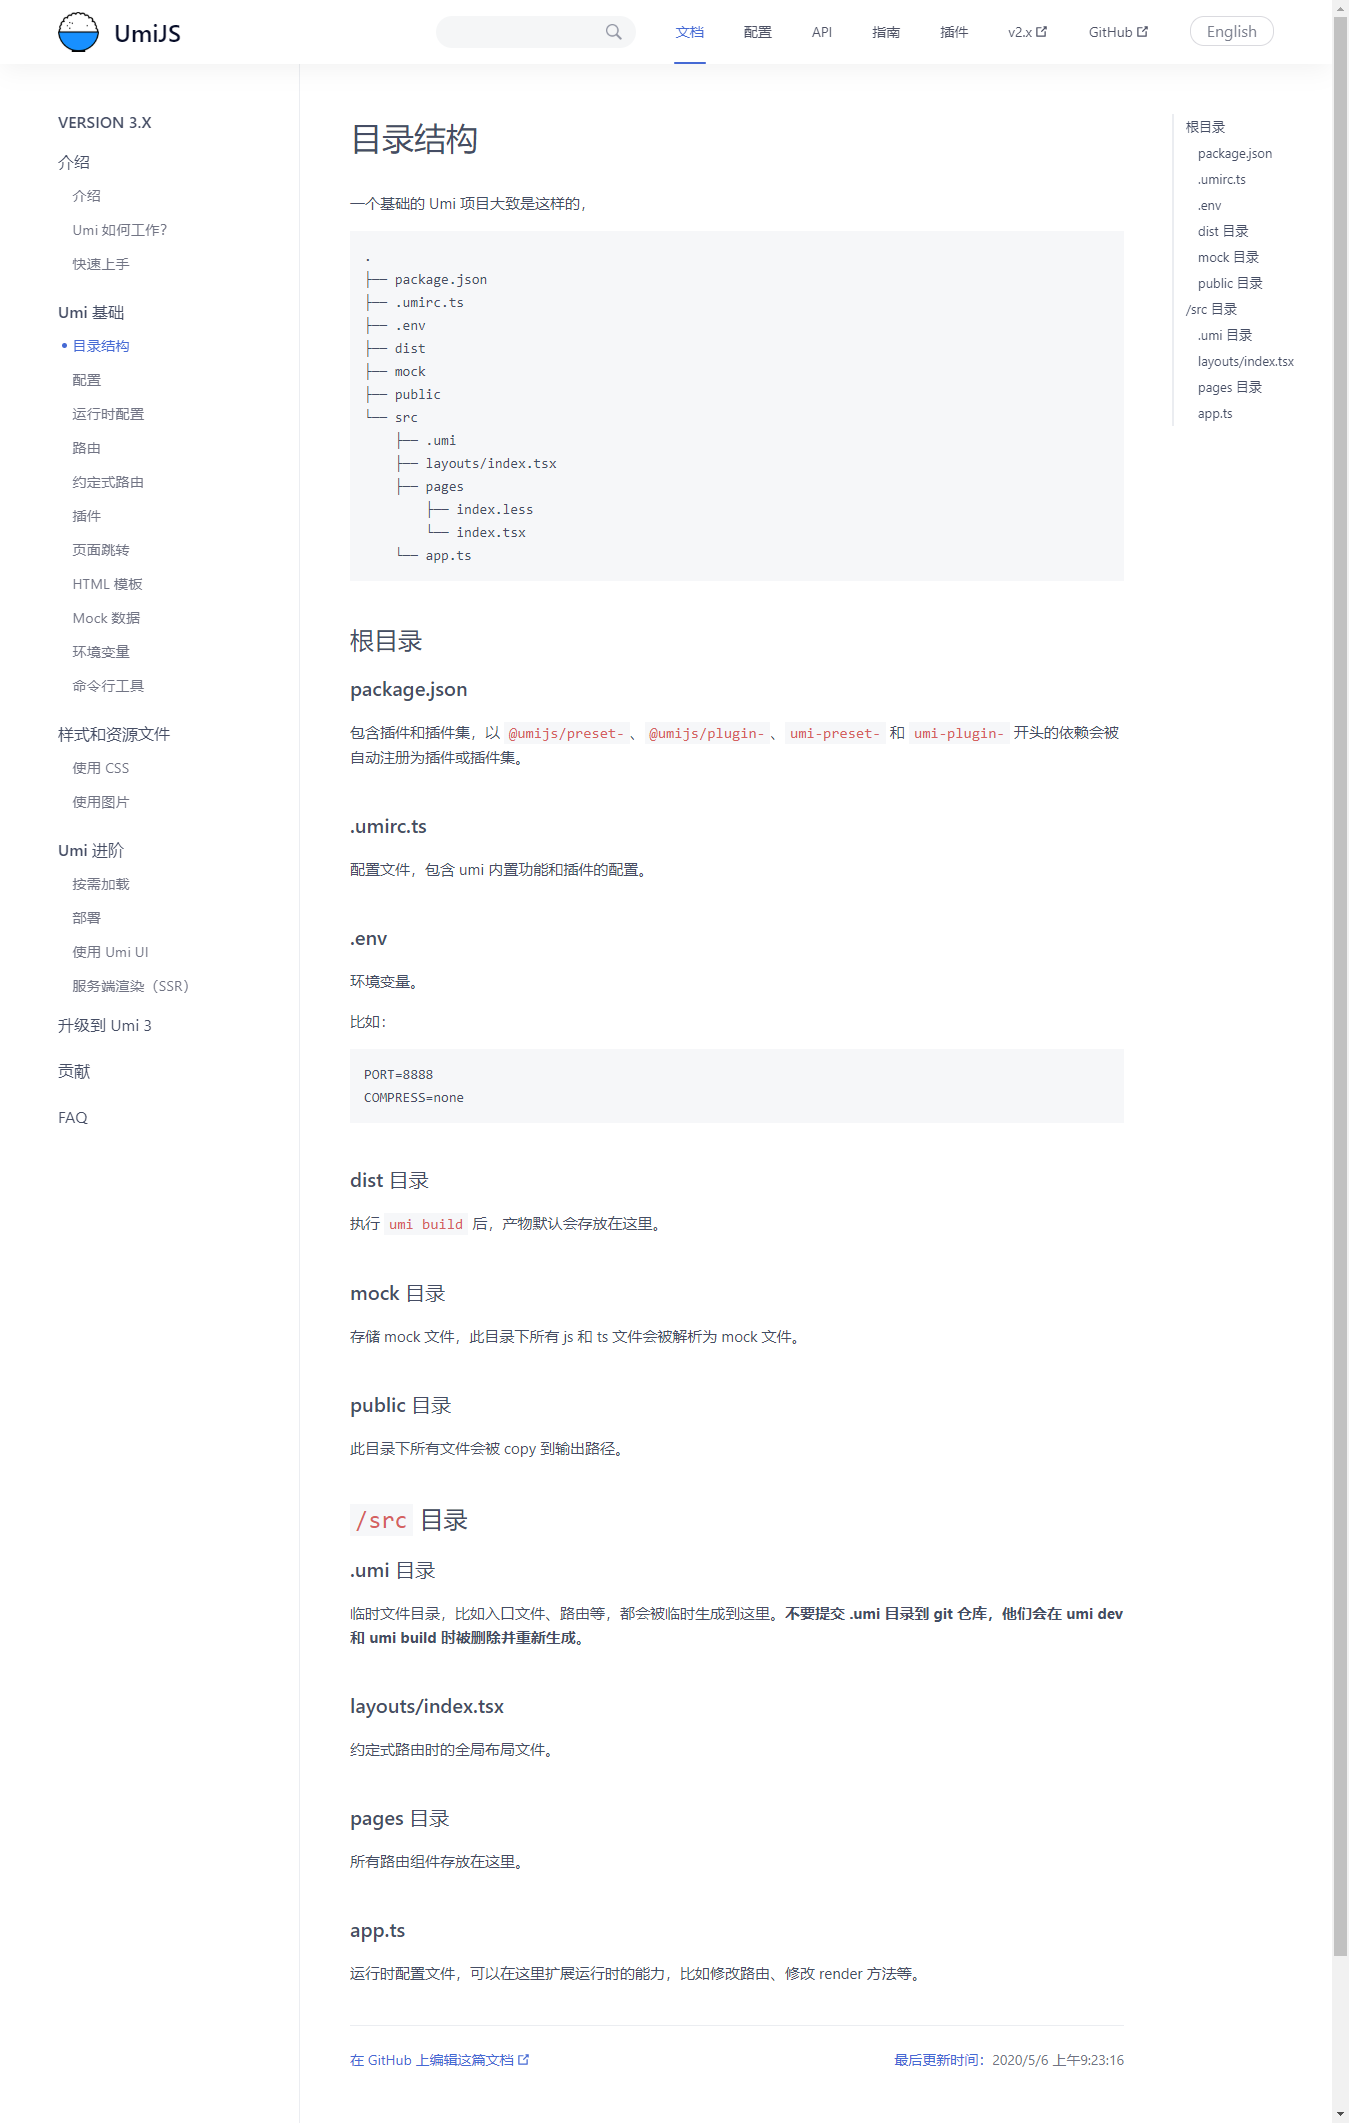 UmiJS
文档 配置 API 指南 插件 v2.x GitHub English
VERSION 3.X
介绍
介绍
Umi 如何工作?
快速上手
Umi 基础
目录结构
配置
运行时配置
路由
约定式路由
插件
页面跳转
HTML 模板
Mock 数据
环境变量
命令行工具
样式和资源文件
使用 CSS
使用图片
Umi 进阶
按需加载
部署
使用 Umi UI
服务端渲染（SSR）
升级到 Umi 3
贡献
FAQ
目录结构
一个基础的 Umi 项目大致是这样的，
.
├── package.json
├── .umirc.ts
├── .env
├── dist
├── mock
├── public
└── src
    ├── .umi
    ├── layouts/index.tsx
    ├── pages
        ├── index.less
        └── index.tsx
    └── app.ts
根目录
package.json
包含插件和插件集，以 @umijs/preset-、@umijs/plugin-、umi-preset- 和 umi-plugin- 开头的依赖会被
自动注册为插件或插件集。
.umirc.ts
配置文件，包含 umi 内置功能和插件的配置。
.env
环境变量。
比如：
PORT=8888
COMPRESS=none
dist 目录
执行 umi build 后，产物默认会存放在这里。
mock 目录
存储 mock 文件，此目录下所有 js 和 ts 文件会被解析为 mock 文件。
public 目录
此目录下所有文件会被 copy 到输出路径。
/src 目录
.umi 目录
临时文件目录，比如入口文件、路由等，都会被临时生成到这里。不要提交 .umi 目录到 git 仓库，他们会在 umi dev
和 umi build 时被删除并重新生成。
layouts/index.tsx
约定式路由时的全局布局文件。
pages 目录
所有路由组件存放在这里。
app.ts
运行时配置文件，可以在这里扩展运行时的能力，比如修改路由、修改 render 方法等。
在 GitHub 上编辑这篇文档
最后更新时间：2020/5/6 上午9:23:16
根目录
package.json
.umirc.ts
.env
dist 目录
mock 目录
public 目录
/src 目录
.umi 目录
layouts/index.tsx
pages 目录
app.ts